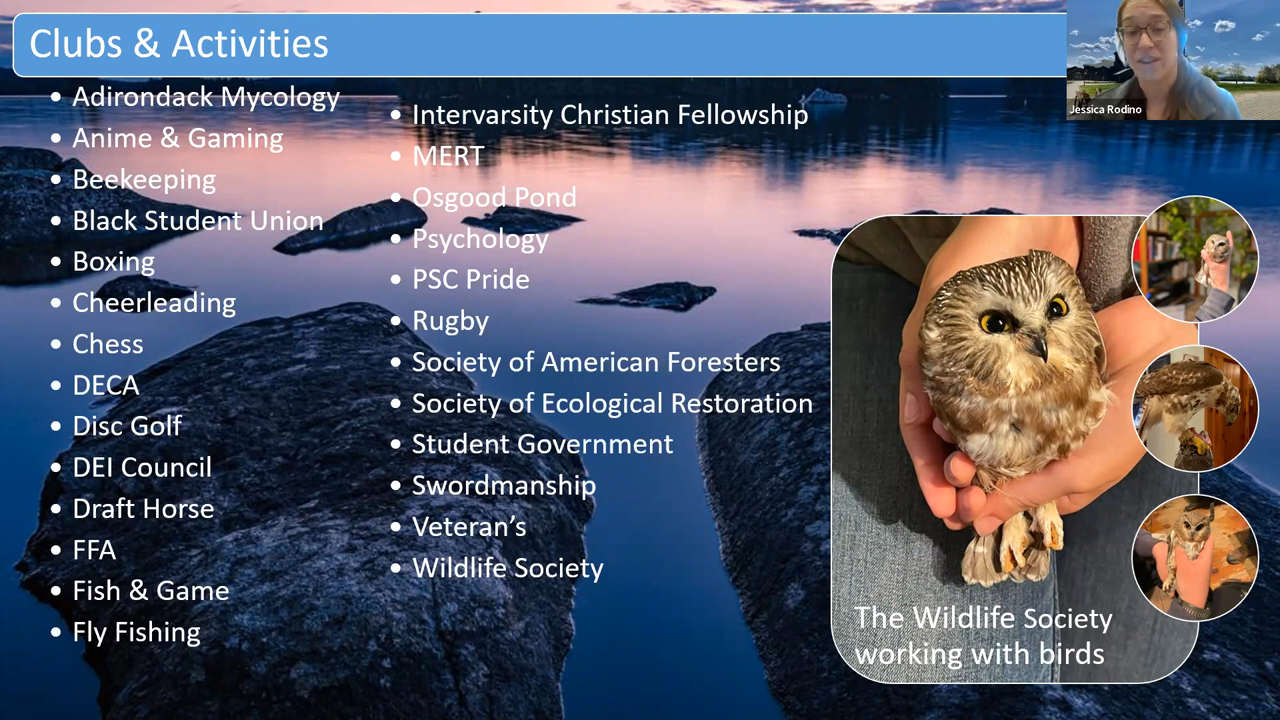 Clubs & Activities
Jessica Rodino
• Adirondack Mycology
• Anime & Gaming
• Beekeeping
• Black Student Union
• Boxing
• Cheerleading
• Chess
• DECA
• Disc Golf
• DEI Council
• Draft Horse
• FFA
• Fish & Game
• Fly Fishing
• Intervarsity Christian Fellowship
• MERT
• Osgood Pond
• Psychology
• PSC Pride
• Rugby
• Society of American Foresters
• Society of Ecological Restoration
• Student Government
• Swordmanship
• Veteran’s
• Wildlife Society
The Wildlife Society
working with birds